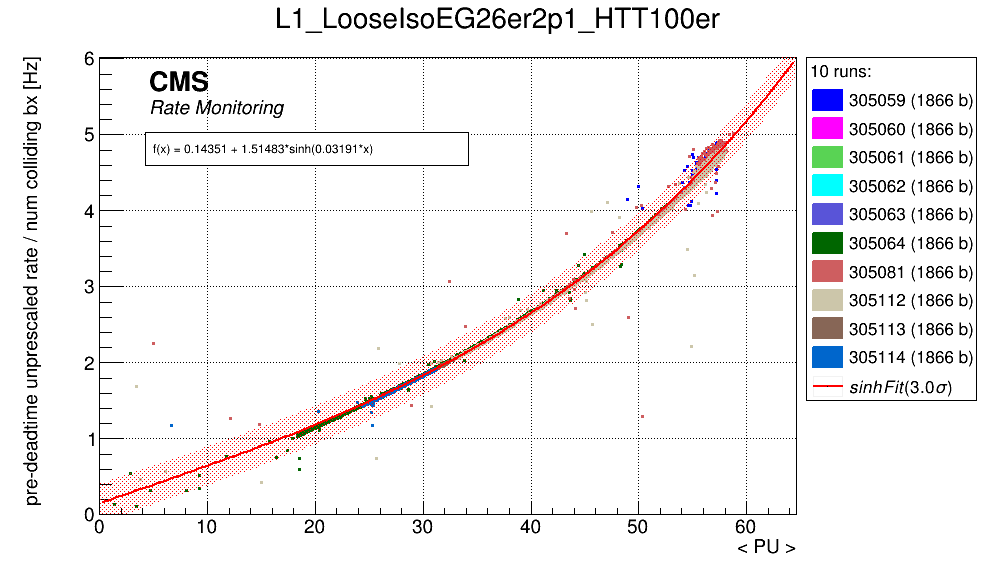 L1_LooseIsoEG26er2p1_HTT100er
pre-deadtime unprescaled rate / num colliding bx [Hz]
CMS
Rate Monitoring
f(x) = 0.14351 + 1.51483*sinh(0.03191*x)
6
5
4
3
2
1
0
0 10 20 30 40 50 60
< PU >
10 runs:
305059 (1866 b)
305060 (1866 b)
305061 (1866 b)
305062 (1866 b)
305063 (1866 b)
305064 (1866 b)
305081 (1866 b)
305112 (1866 b)
305113 (1866 b)
305114 (1866 b)
sinhFit(3.0σ)